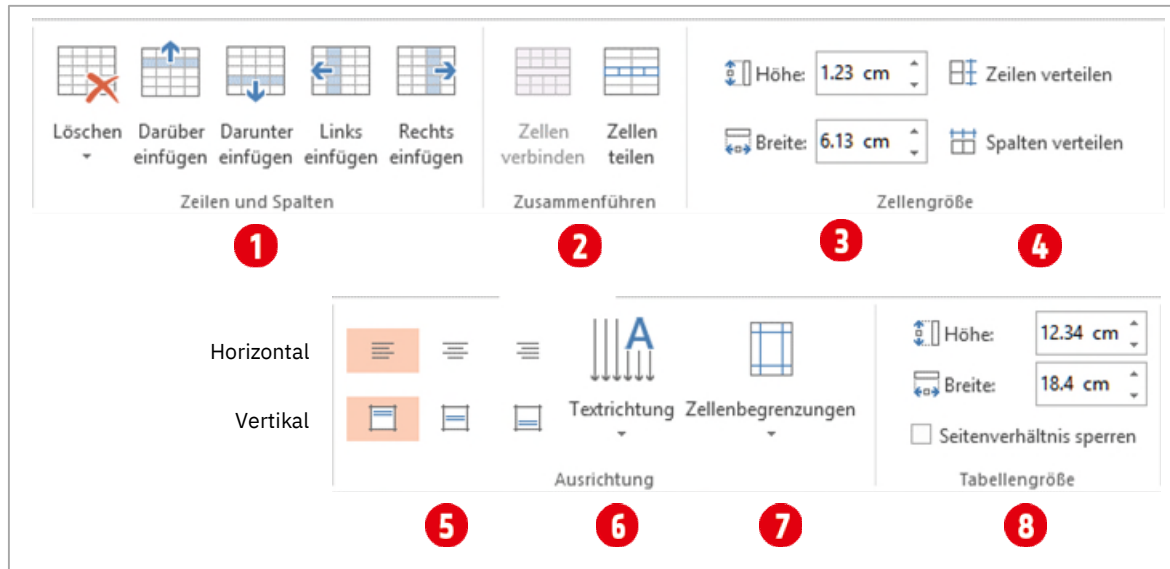 Löschen Darüber einfügen Darunter einfügen Links einfügen Rechts einfügen
Zeilen und Spalten
Zellen verbinden Zellen teilen
Zusammenführen
Höhe: 1.23 cm Zeilen verteilen
Breite: 6.13 cm Spalten verteilen
Zellengröße
1 2 3 4
Horizontal
Vertikal
Textrichtung Zellenbegrenzungen
Ausrichtung
Höhe: 12.34 cm
Breite: 18.4 cm
Seitenverhältnis sperren
Tabellengröße
5 6 7 8